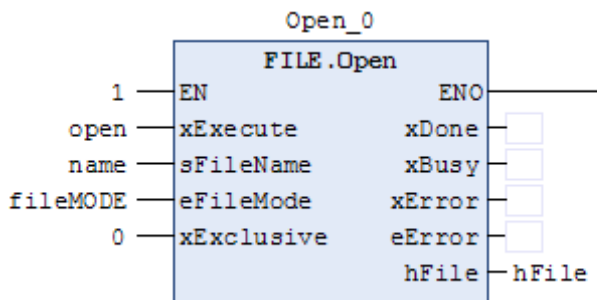 Open_0
FILE.Open
1 EN ENO
open xExecute xDone
name sFileName xBusy
fileMODE eFileMode xError
0 xExclusive eError
hFile hFile